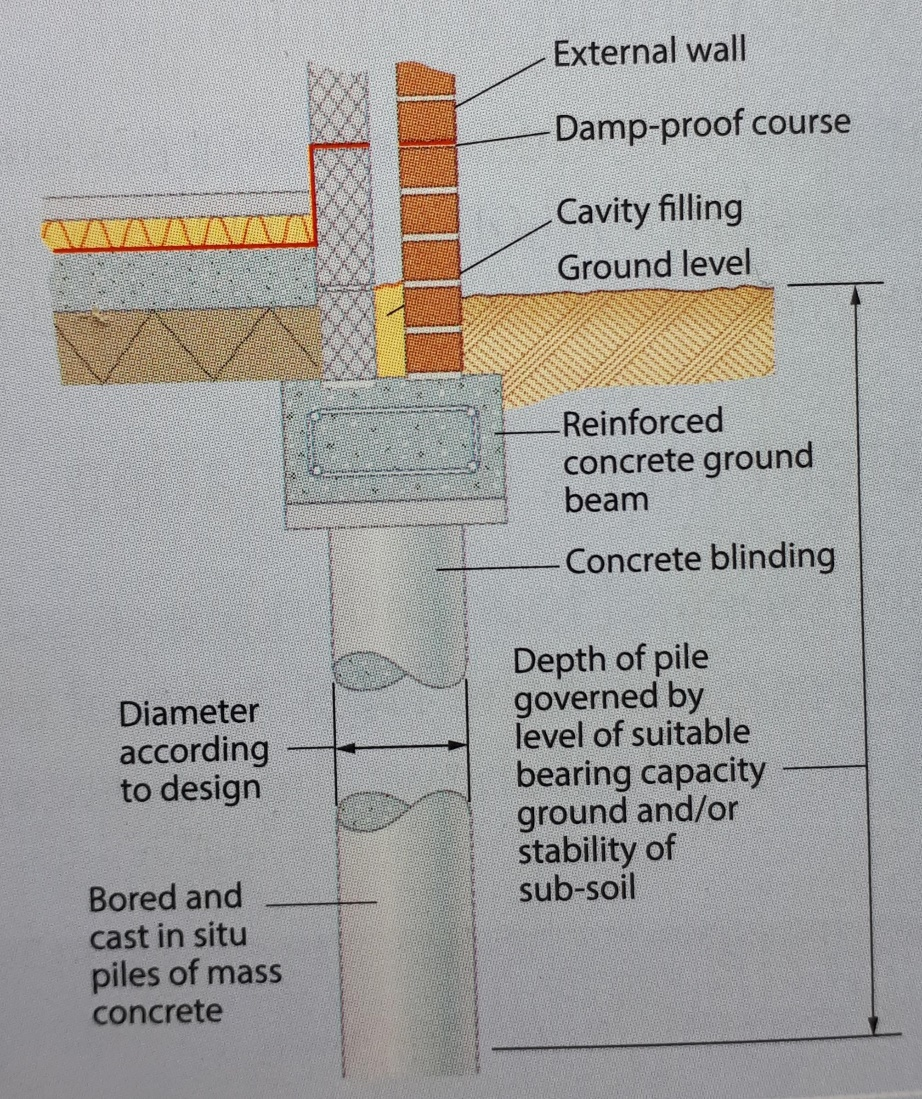 External wall
Damp-proof course
Cavity filling
Ground level
Reinforced
concrete ground
beam
Concrete blinding
Depth of pile
governed by
level of suitable
bearing capacity
ground and/or
stability of
sub-soil
Diameter
according
to design
Bored and
cast in situ
piles of mass
concrete